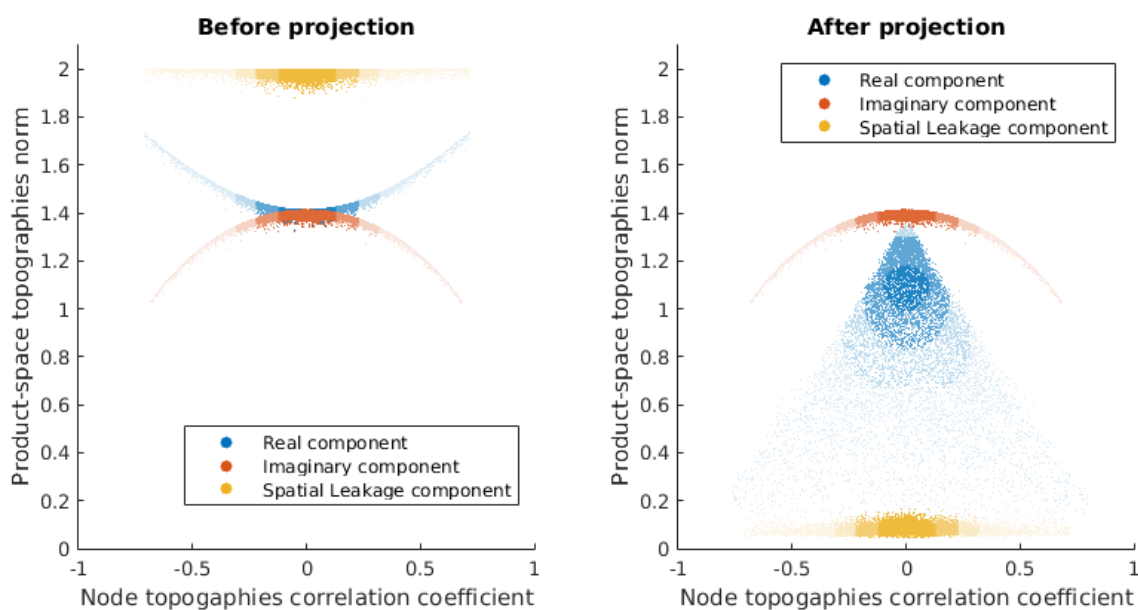 Before projection
Product-space topographies norm
2
1.8
1.6
1.4
1.2
1
0.8
0.6
0.4
0.2
0
Real component
Imaginary component
Spatial Leakage component
-1
-0.5
0
0.5
1
Node topogaphies correlation coefficient
After projection
Product-space topographies norm
2
1.8
1.6
1.4
1.2
1
0.8
0.6
0.4
0.2
0
Real component
Imaginary component
Spatial Leakage component
-1
-0.5
0
0.5
1
Node topogaphies correlation coefficient